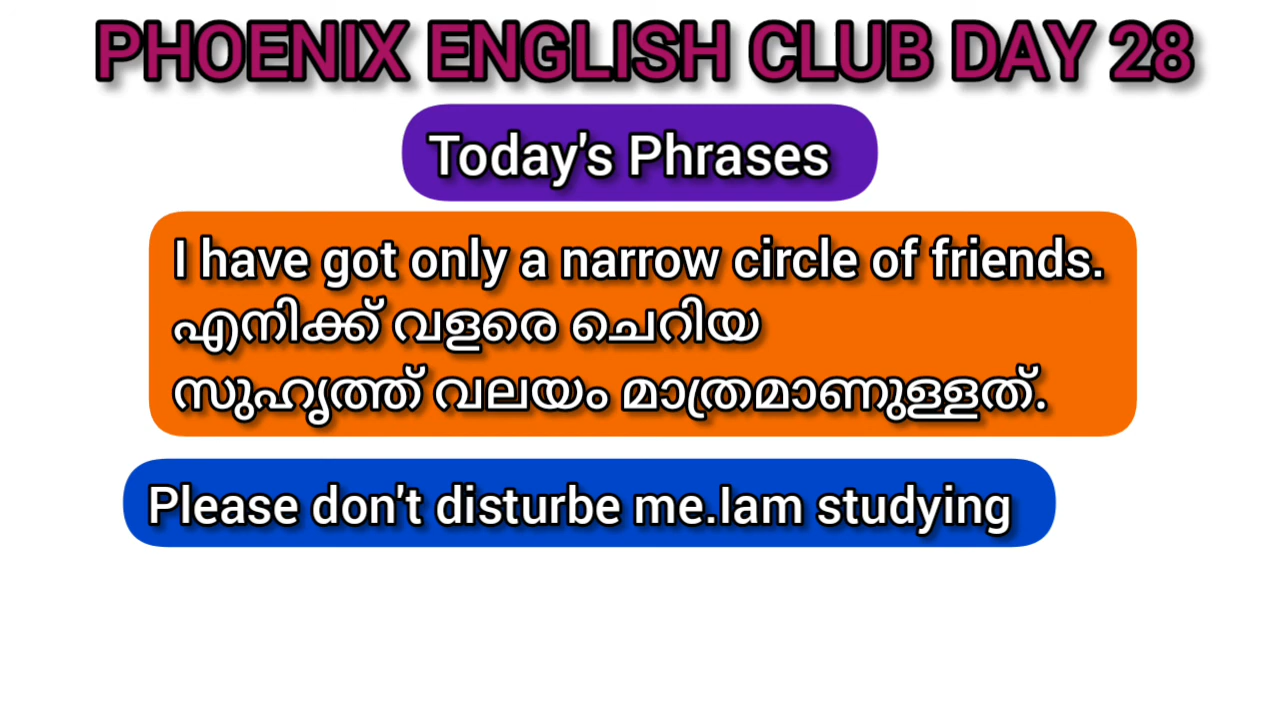 PHOENIX ENGLISH CLUB DAY 28
Today's Phrases
I have got only a narrow circle of friends.
എനിക്ക് വളരെ ചെറിയ
സുഹൃത്ത് വലയം മാത്രമാണുള്ളത്.
Please don't disturbe me.Iam studying